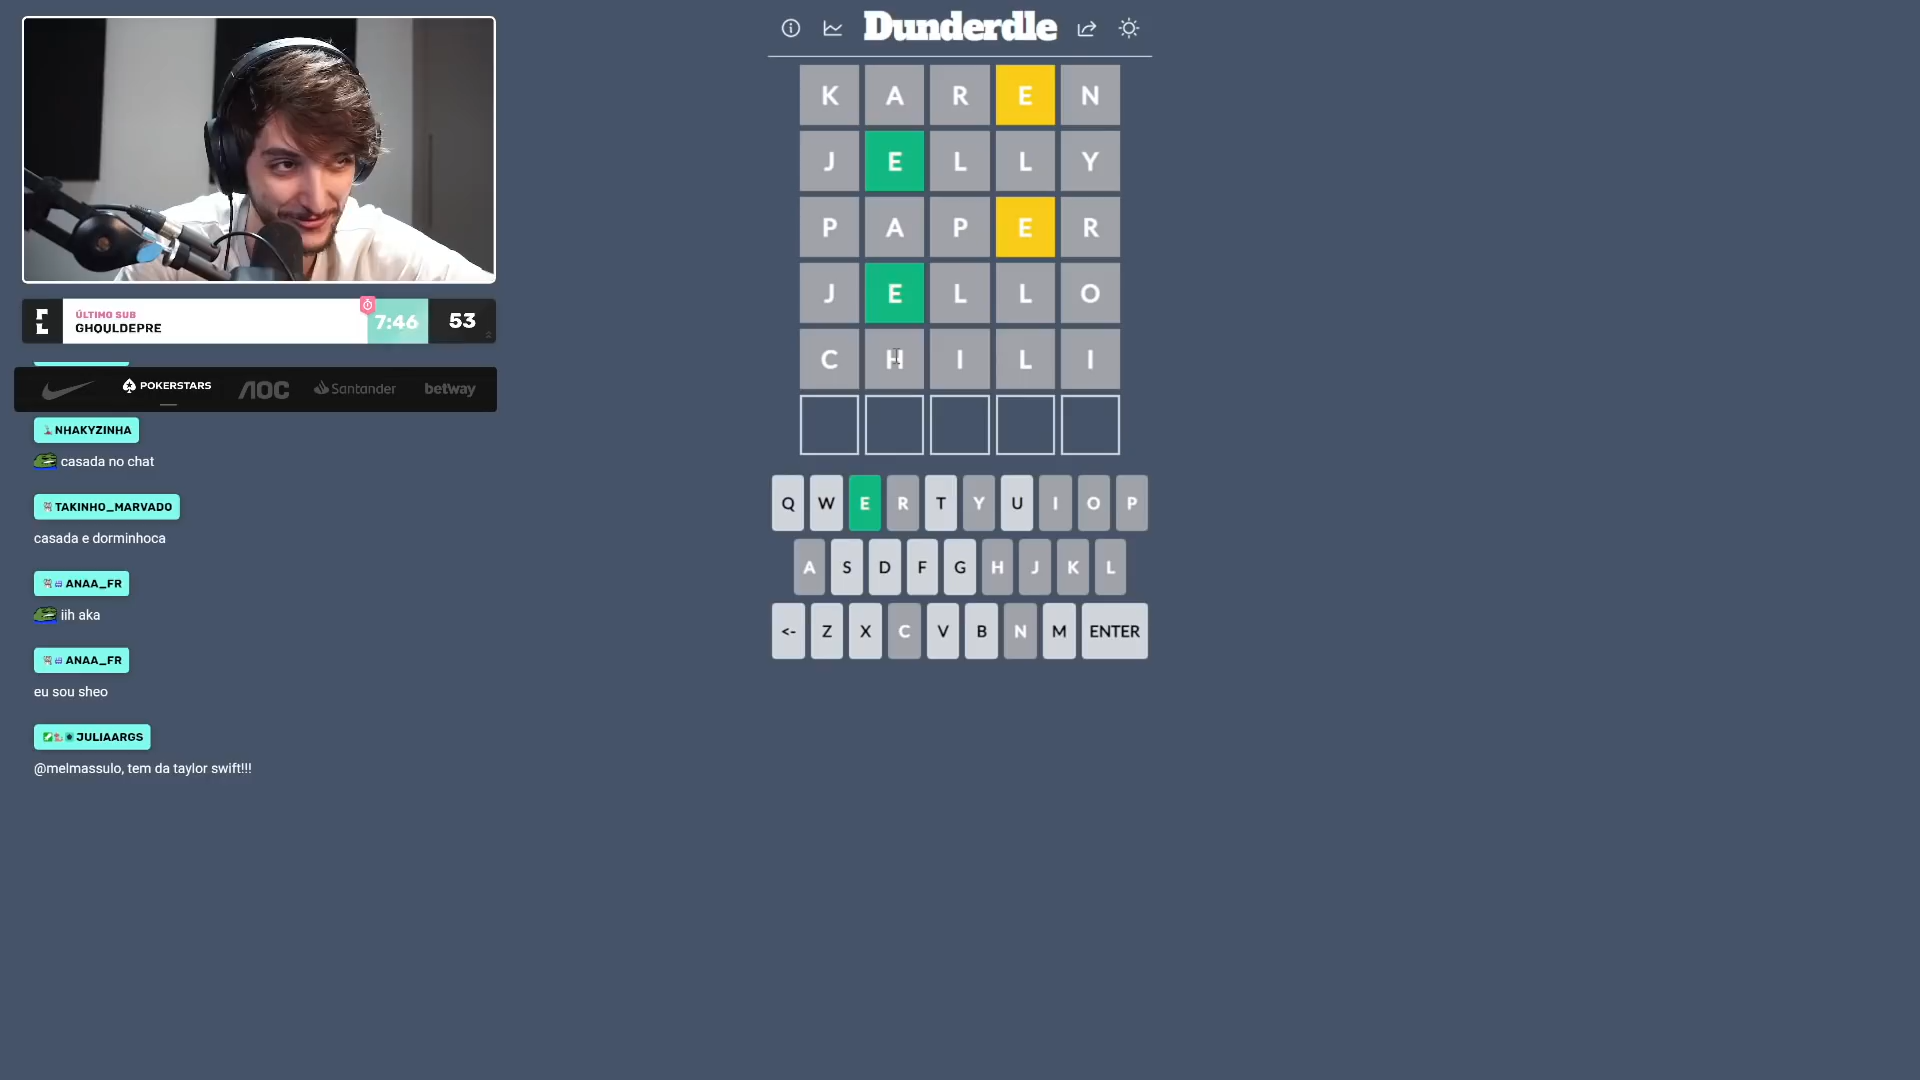 Dunderdle
K A R E N
J E L L Y
P A P E R
J E L L O
C H I L I
Q W E R T Y U I O P
A S D F G H J K L
<- Z X C V B N M ENTER
ÚLTIMO SUB
GHQULDEPRE
7:46
53
POKERSTARS
AOC
Santander
betway
NHAKYZINHA
casada no chat
TAKINHO_MARVADO
casada e dorminhoca
ANAA_FR
iih aka
ANAA_FR
eu sou sheo
JULIAARGS
@melmassulo, tem da taylor swift!!!